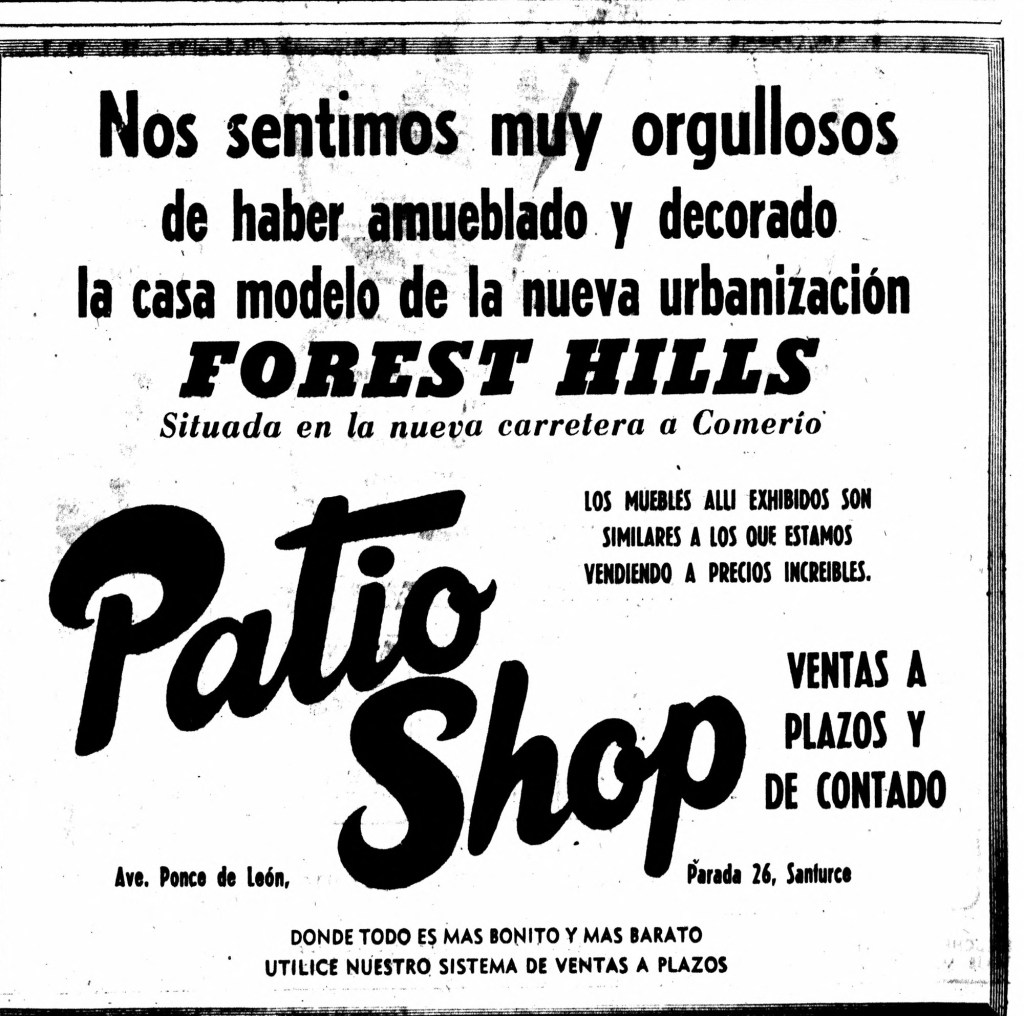 Nos sentimos muy orgullosos
de haber amueblado y decorado
la casa modelo de la nueva urbanización
FOREST HILLS
Situada en la nueva carretera a Comerío
LOS MUEBLES ALLI EXHIBIDOS SON
SIMILARES A LOS QUE ESTAMOS
VENDIENDO A PRECIOS INCREIBLES.
Patio
Shop
VENTAS A
PLAZOS Y
DE CONTADO
Ave. Ponce de León,
Parada 26, Santurce
DONDE TODO ES MAS BONITO Y MAS BARATO
UTILICE NUESTRO SISTEMA DE VENTAS A PLAZOS